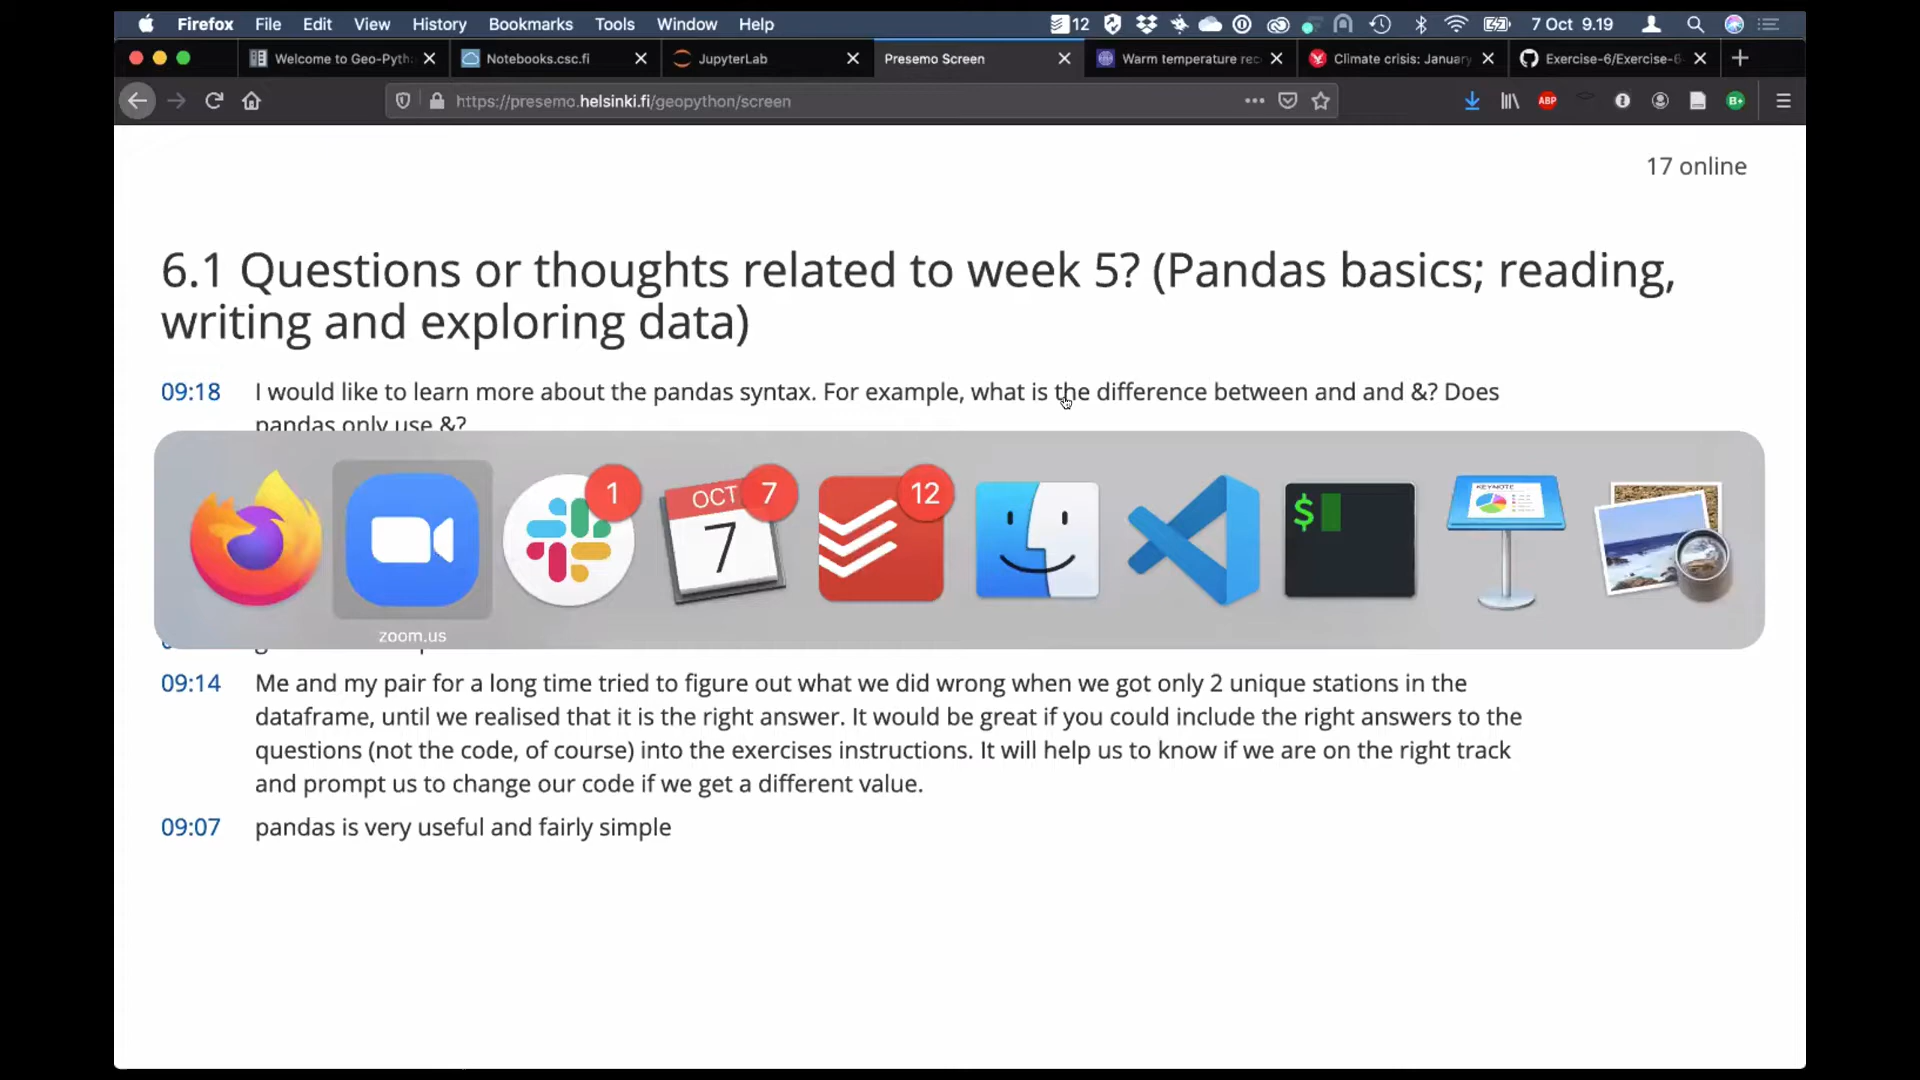 Firefox File Edit View History Bookmarks Tools Window Help 12 7 Oct 9.19
Welcome to Geo-Pyth Notebooks.csc.fi JupyterLab Presemo Screen Warm temperature rec Climate crisis: January Exercise-6/Exercise-6
https://presemo.helsinki.fi/geopython/screen ABP B+
17 online
6.1 Questions or thoughts related to week 5? (Pandas basics; reading,
writing and exploring data)
09:18 I would like to learn more about the pandas syntax. For example, what is the difference between and and &? Does
pandas only use &?
1 OCT 7 7 12 $ KEYNOTE
zoom.us
09:14 Me and my pair for a long time tried to figure out what we did wrong when we got only 2 unique stations in the
dataframe, until we realised that it is the right answer. It would be great if you could include the right answers to the
questions (not the code, of course) into the exercises instructions. It will help us to know if we are on the right track
and prompt us to change our code if we get a different value.
09:07 pandas is very useful and fairly simple